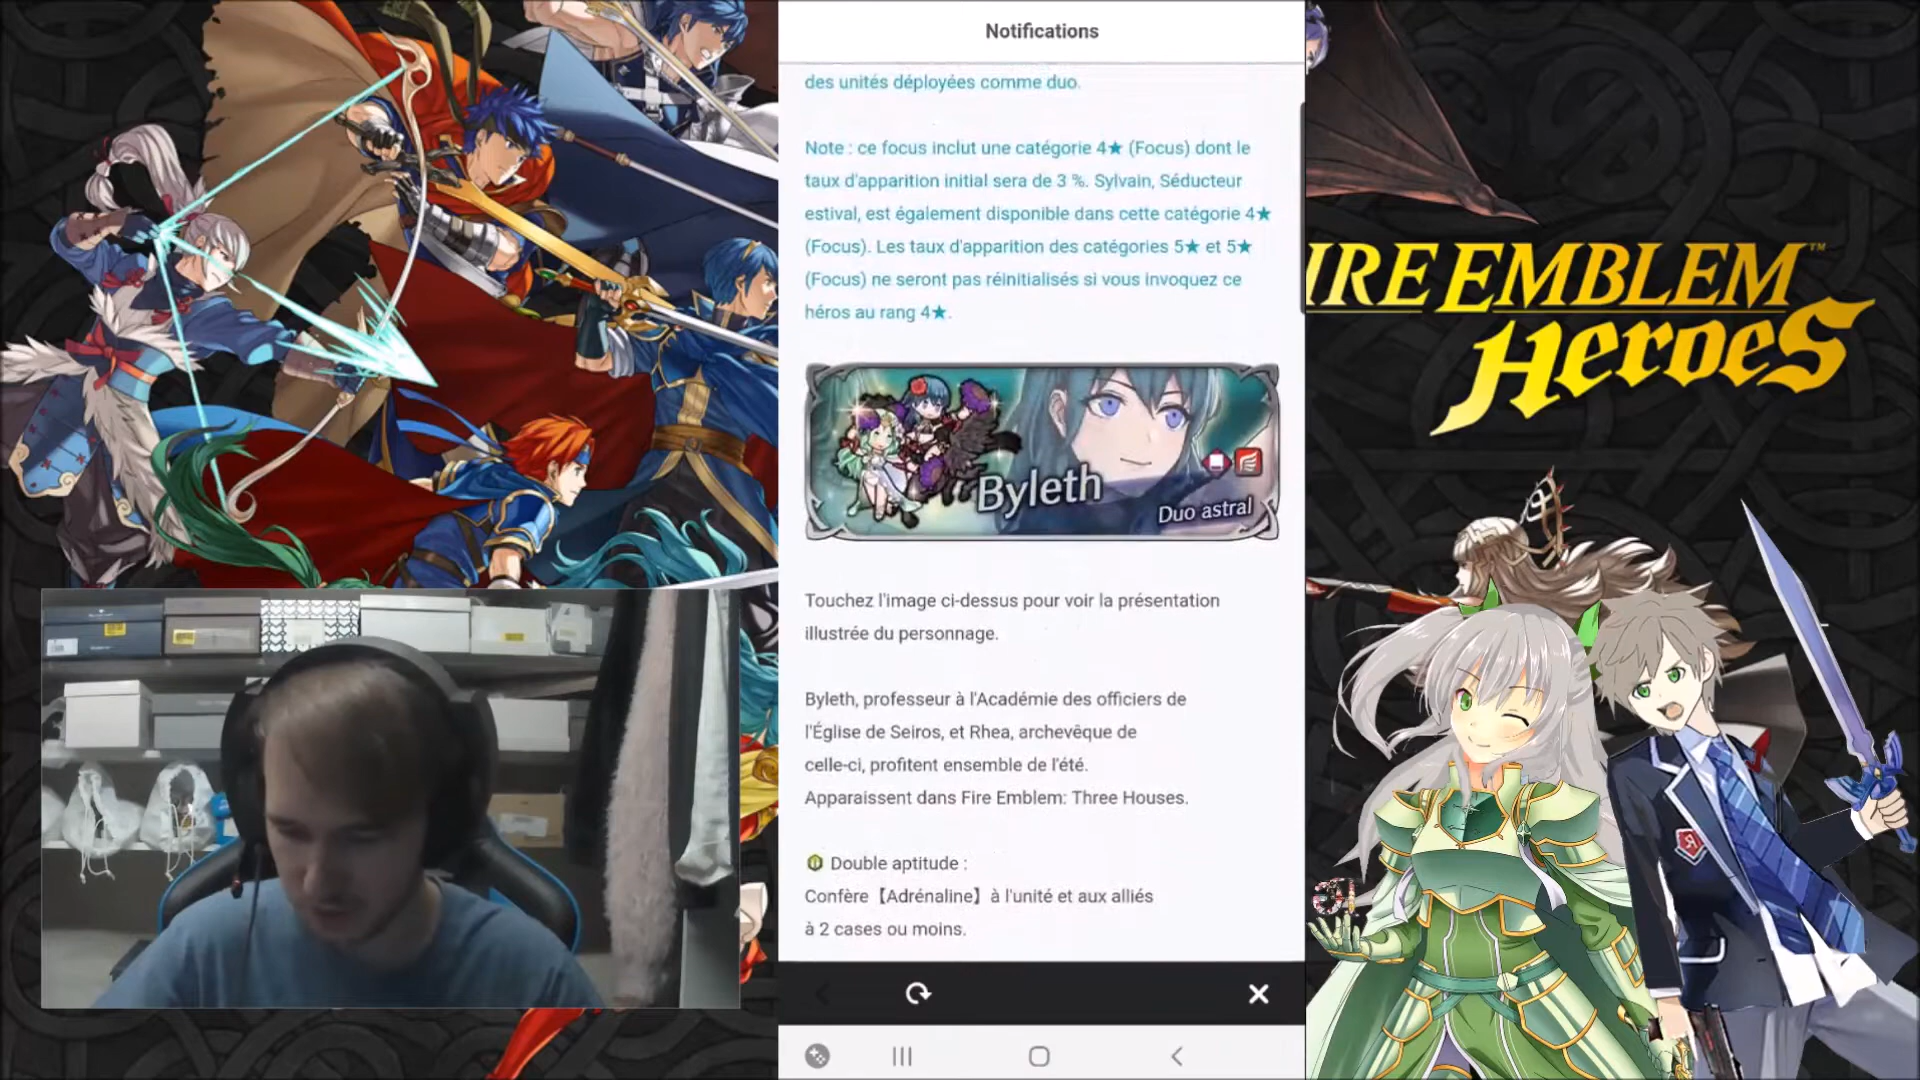 Notifications
des unités déployées comme duo.
Note : ce focus inclut une catégorie 4★ (Focus) dont le
taux d'apparition initial sera de 3 %. Sylvain, Séducteur
estival, est également disponible dans cette catégorie 4★
(Focus). Les taux d'apparition des catégories 5★ et 5★
(Focus) ne seront pas réinitialisés si vous invoquez ce
héros au rang 4★.
Byleth
Duo astral
Touchez l'image ci-dessus pour voir la présentation
illustrée du personnage.
Byleth, professeur à l'Académie des officiers de
l'Église de Seiros, et Rhea, archevêque de
celle-ci, profitent ensemble de l'été.
Apparaissent dans Fire Emblem: Three Houses.
Double aptitude :
Confère【Adrénaline】à l'unité et aux alliés
à 2 cases ou moins.
IRE EMBLEM™
HEROES